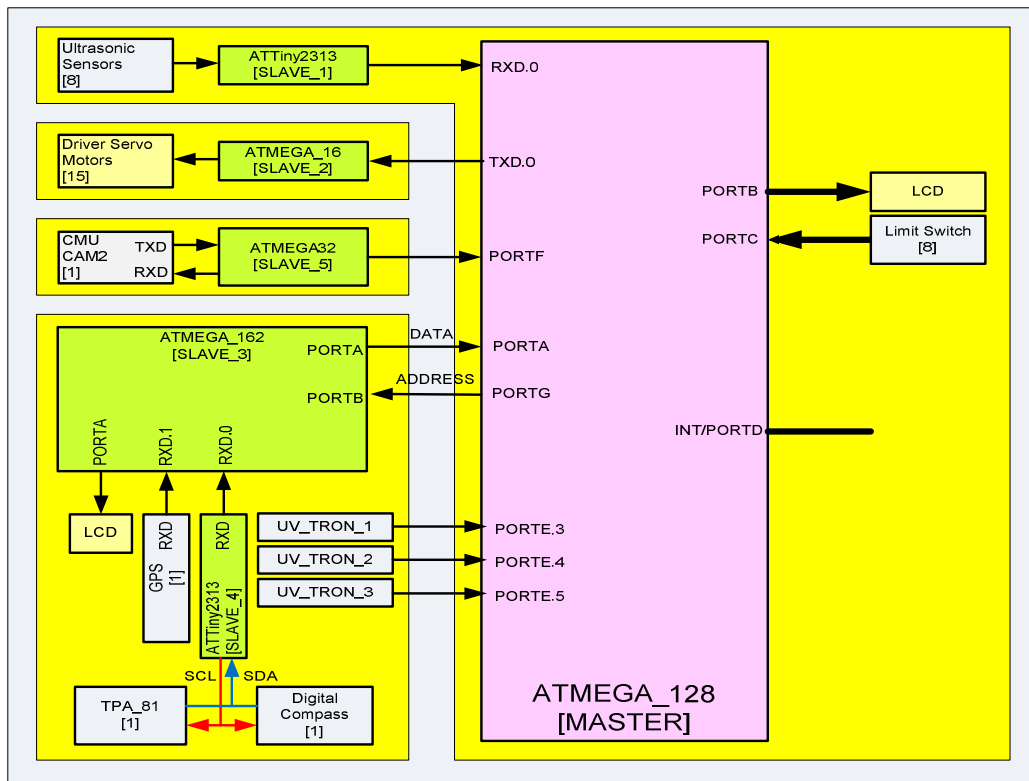 Ultrasonic
Sensors
[8]
ATTiny2313
[SLAVE_1]
RXD.0
Driver Servo
Motors
[15]
ATMEGA_16
[SLAVE_2]
TXD.0
CMU
CAM2
[1]
TXD
RXD
ATMEGA32
[SLAVE_5]
PORTF
PORTB
LCD
PORTC
Limit Switch
[8]
ATMEGA_162
[SLAVE_3]
PORTA
PORTB
DATA
ADDRESS
PORTA
PORTG
INT/PORTD
PORTA
RXD.1
RXD.0
LCD
GPS
[1]
RXD
ATTiny2313
[SLAVE_4]
RXD
UV_TRON_1
UV_TRON_2
UV_TRON_3
PORTE.3
PORTE.4
PORTE.5
SCL
SDA
TPA_81
[1]
Digital
Compass
[1]
ATMEGA_128
[MASTER]